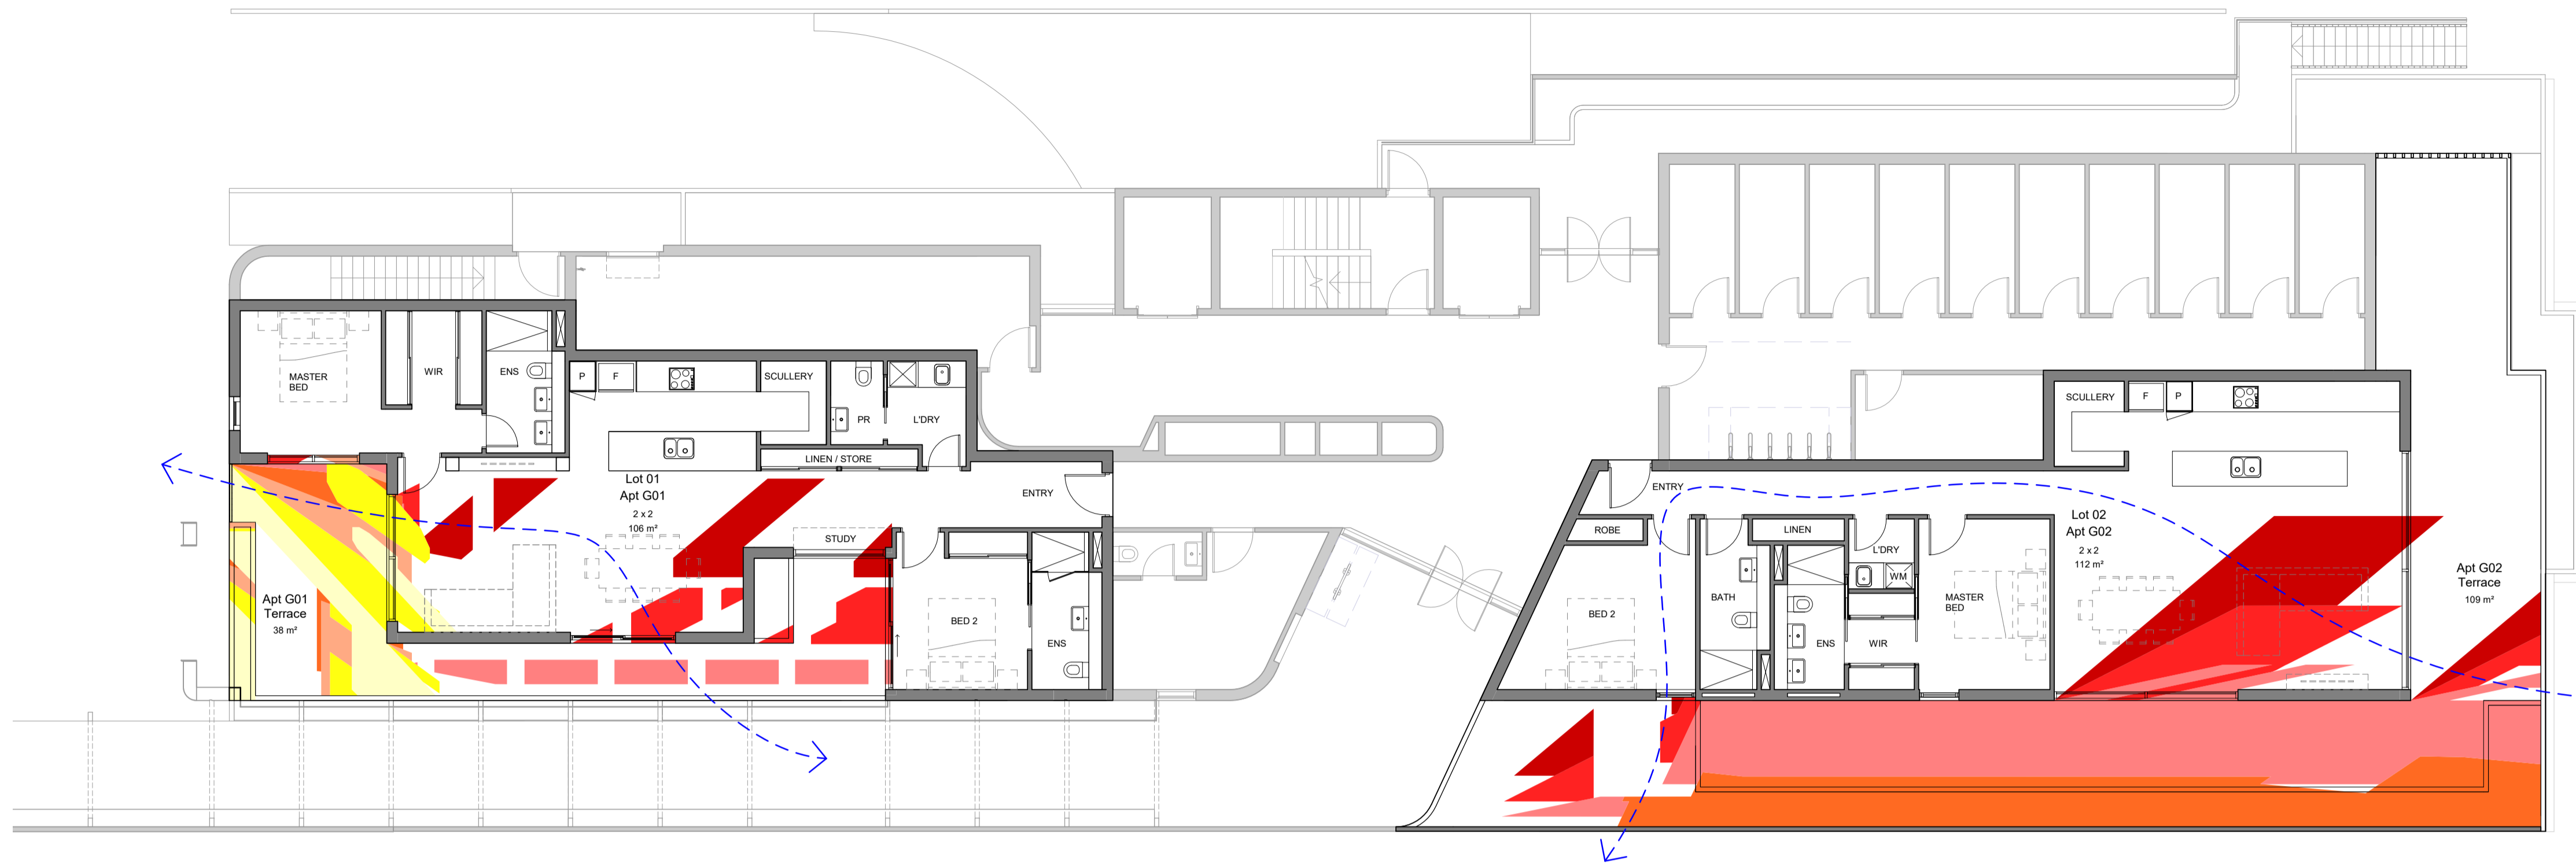 MASTER
BED
WIR
ENS
P
F
SCULLERY
PR
L'DRY
LINEN / STORE
Lot 01
Apt G01
2 x 2
106 m²
ENTRY
STUDY
Apt G01
Terrace
38 m²
BED 2
ENS
SCULLERY
F
P
ENTRY
ROBE
LINEN
L'DRY
WM
BATH
MASTER
BED
BED 2
ENS
WIR
Lot 02
Apt G02
2 x 2
112 m²
Apt G02
Terrace
109 m²